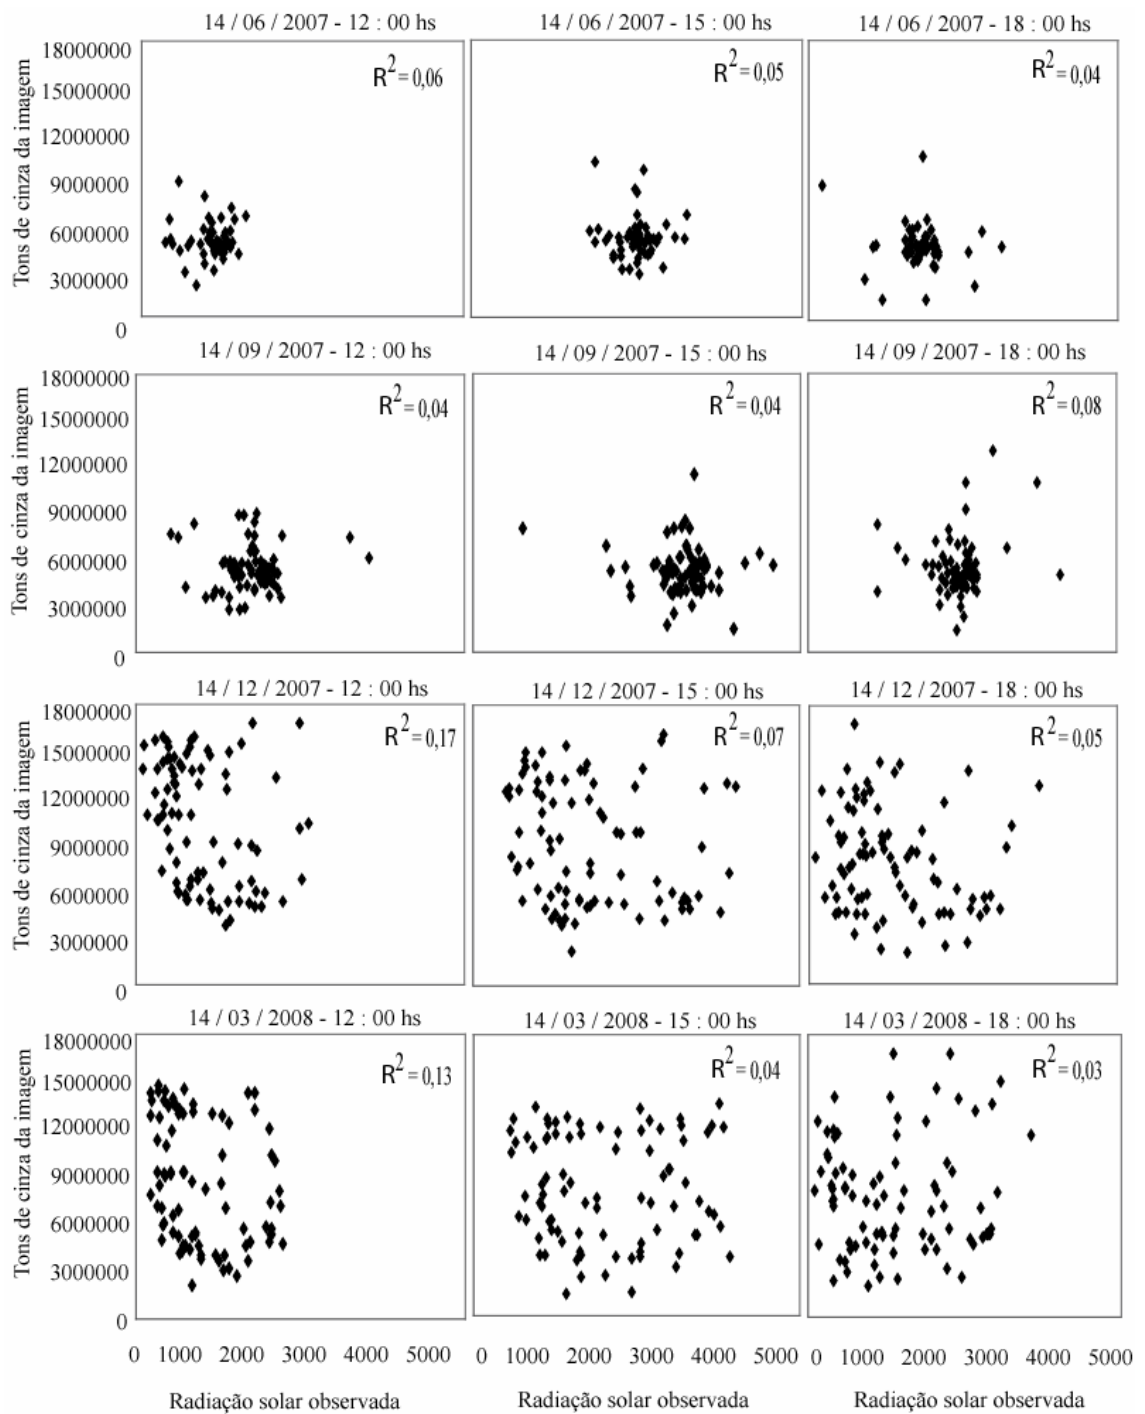 14 / 06 / 2007 - 12 : 00 hs
14 / 06 / 2007 - 15 : 00 hs
14 / 06 / 2007 - 18 : 00 hs
Tons de cinza da imagem
18000000
15000000
12000000
9000000
6000000
3000000
0
R² = 0,06
R² = 0,05
R² = 0,04
14 / 09 / 2007 - 12 : 00 hs
14 / 09 / 2007 - 15 : 00 hs
14 / 09 / 2007 - 18 : 00 hs
Tons de cinza da imagem
18000000
15000000
12000000
9000000
6000000
3000000
0
R² = 0,04
R² = 0,04
R² = 0,08
14 / 12 / 2007 - 12 : 00 hs
14 / 12 / 2007 - 15 : 00 hs
14 / 12 / 2007 - 18 : 00 hs
Tons de cinza da imagem
18000000
15000000
12000000
9000000
6000000
3000000
0
R² = 0,17
R² = 0,07
R² = 0,05
14 / 03 / 2008 - 12 : 00 hs
14 / 03 / 2008 - 15 : 00 hs
14 / 03 / 2008 - 18 : 00 hs
Tons de cinza da imagem
18000000
15000000
12000000
9000000
6000000
3000000
0
R² = 0,13
R² = 0,04
R² = 0,03
0 1000 2000 3000 4000 5000
0 1000 2000 3000 4000 5000
0 1000 2000 3000 4000 5000
Radiação solar observada
Radiação solar observada
Radiação solar observada